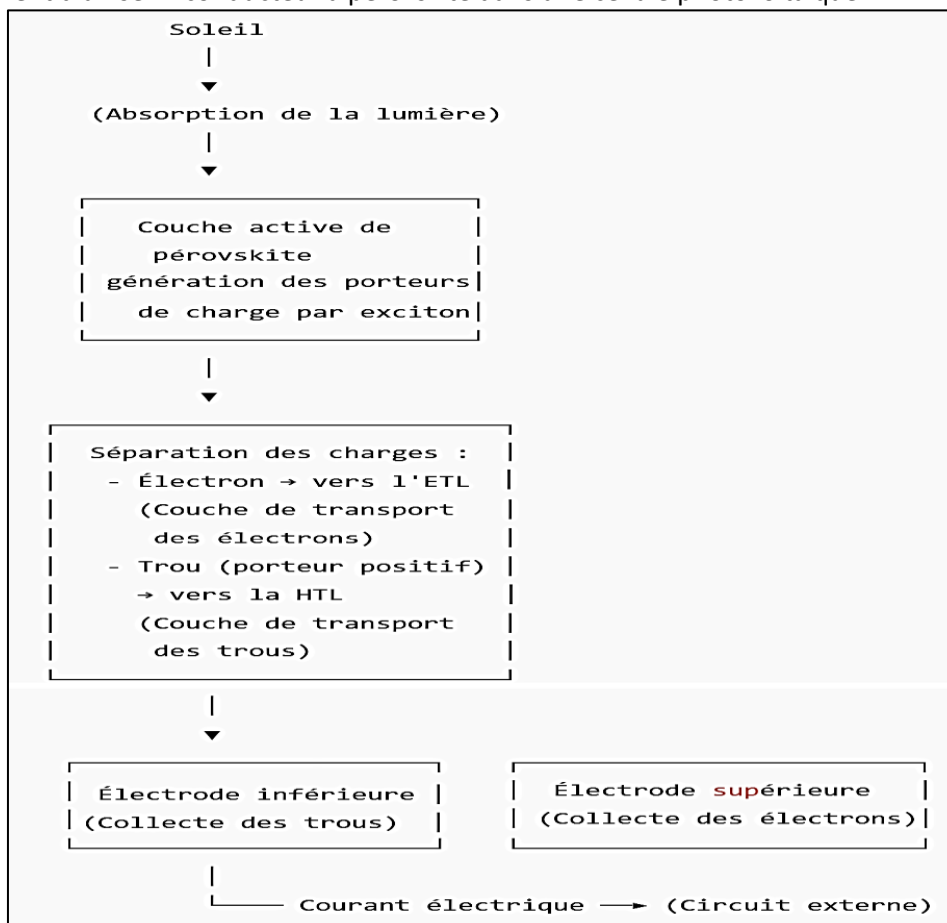 Soleil
(Absorption de la lumière)
Couche active de
pérovskite
génération des porteurs
de charge par exciton
Séparation des charges :
- Électron → vers l'ETL
(Couche de transport
des électrons)
- Trou (porteur positif)
→ vers la HTL
(Couche de transport
des trous)
Électrode inférieure
(Collecte des trous)
Électrode supérieure
(Collecte des électrons)
Courant électrique → (Circuit externe)